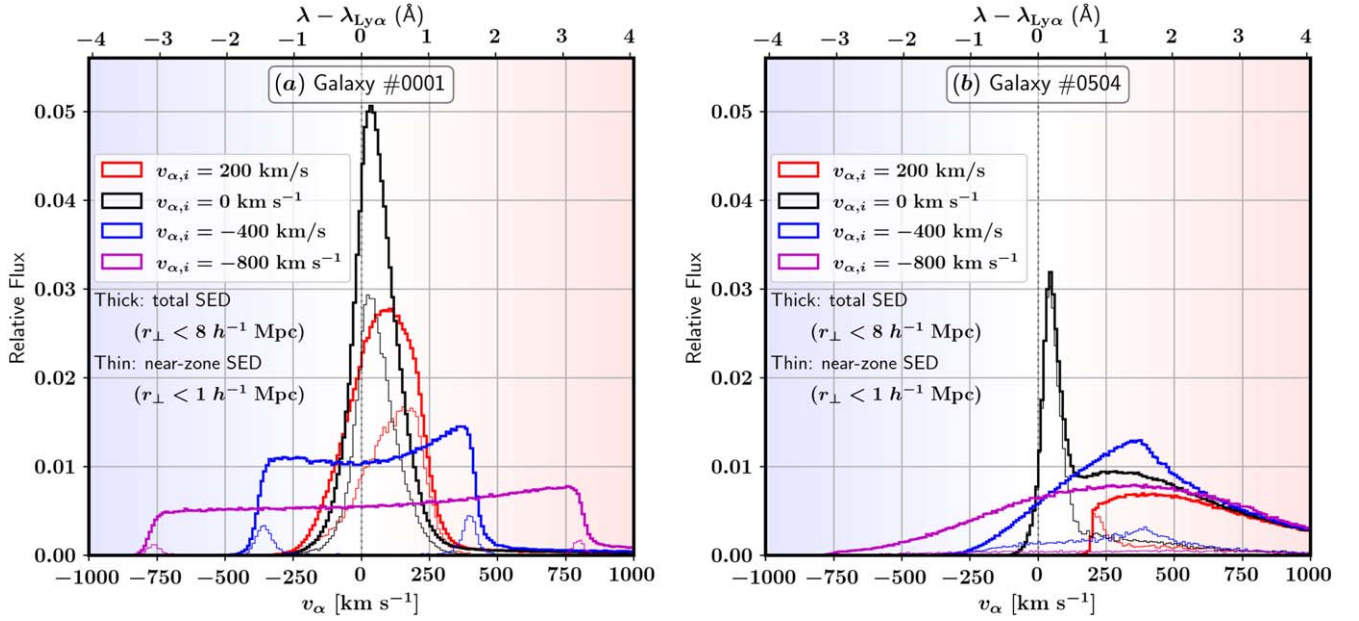 λ − λLyα (Å)
−4 −3 −2 −1 0 1 2 3 4
(a) Galaxy #0001
0.05
0.04
0.03
0.02
0.01
0.00
Relative Flux
vα,i = 200 km/s
vα,i = 0 km s⁻¹
vα,i = −400 km/s
vα,i = −800 km s⁻¹
Thick: total SED
(r⊥ < 8 h⁻¹ Mpc)
Thin: near-zone SED
(r⊥ < 1 h⁻¹ Mpc)
−1000 −750 −500 −250 0 250 500 750 1000
vα [km s⁻¹]
λ − λLyα (Å)
−4 −3 −2 −1 0 1 2 3 4
(b) Galaxy #0504
0.05
0.04
0.03
0.02
0.01
0.00
Relative Flux
vα,i = 200 km/s
vα,i = 0 km s⁻¹
vα,i = −400 km/s
vα,i = −800 km s⁻¹
Thick: total SED
(r⊥ < 8 h⁻¹ Mpc)
Thin: near-zone SED
(r⊥ < 1 h⁻¹ Mpc)
−1000 −750 −500 −250 0 250 500 750 1000
vα [km s⁻¹]